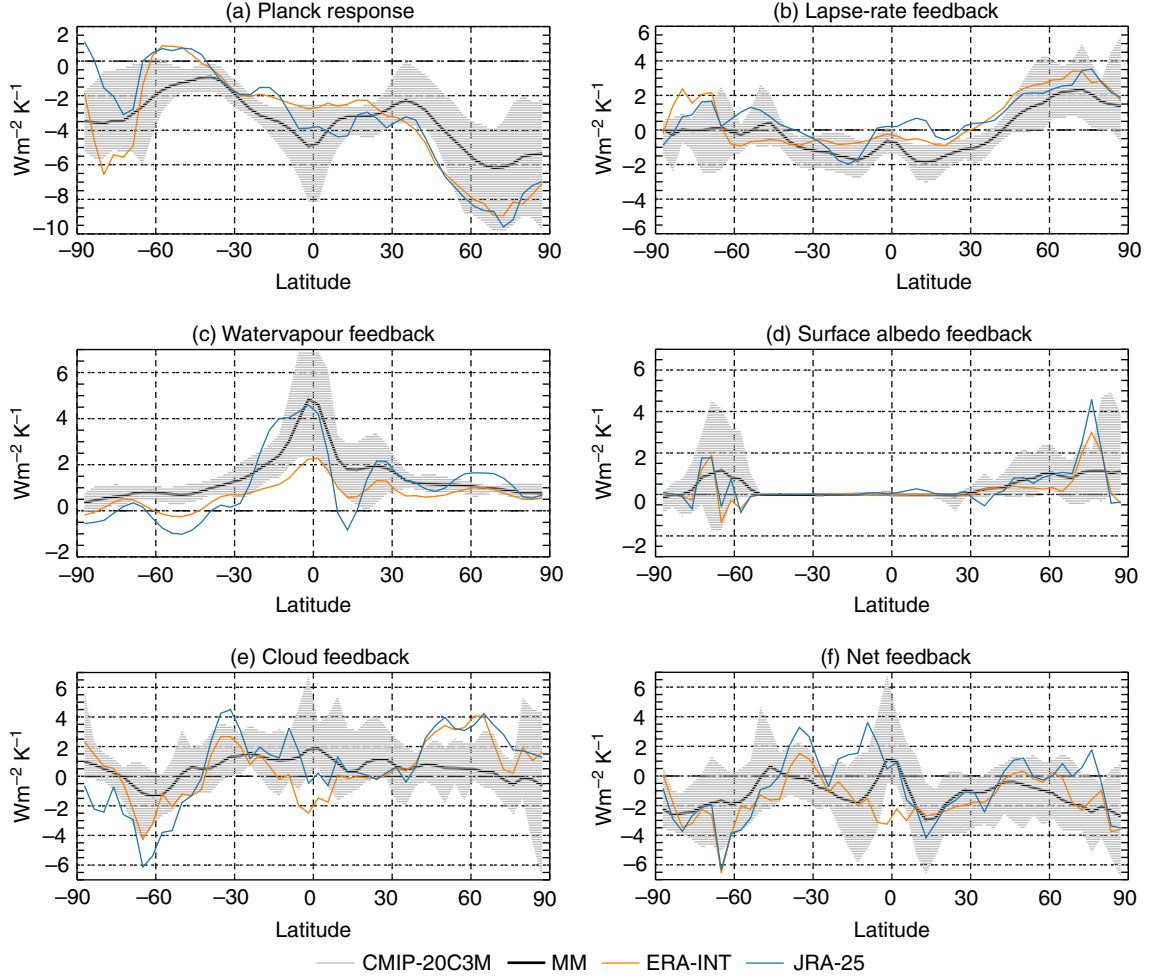 (a) Planck response
(b) Lapse-rate feedback
Wm⁻² K⁻¹
2
0
−2
−4
−6
−8
−10
−90 −60 −30 0 30 60 90
Latitude
Wm⁻² K⁻¹
6
4
2
0
−2
−4
−6
−90 −60 −30 0 30 60 90
Latitude
(c) Watervapour feedback
(d) Surface albedo feedback
Wm⁻² K⁻¹
6
4
2
0
−2
−90 −60 −30 0 30 60 90
Latitude
Wm⁻² K⁻¹
6
4
2
0
−2
−90 −60 −30 0 30 60 90
Latitude
(e) Cloud feedback
(f) Net feedback
Wm⁻² K⁻¹
6
4
2
0
−2
−4
−6
−90 −60 −30 0 30 60 90
Latitude
Wm⁻² K⁻¹
6
4
2
0
−2
−4
−6
−90 −60 −30 0 30 60 90
Latitude
CMIP-20C3M MM ERA-INT JRA-25